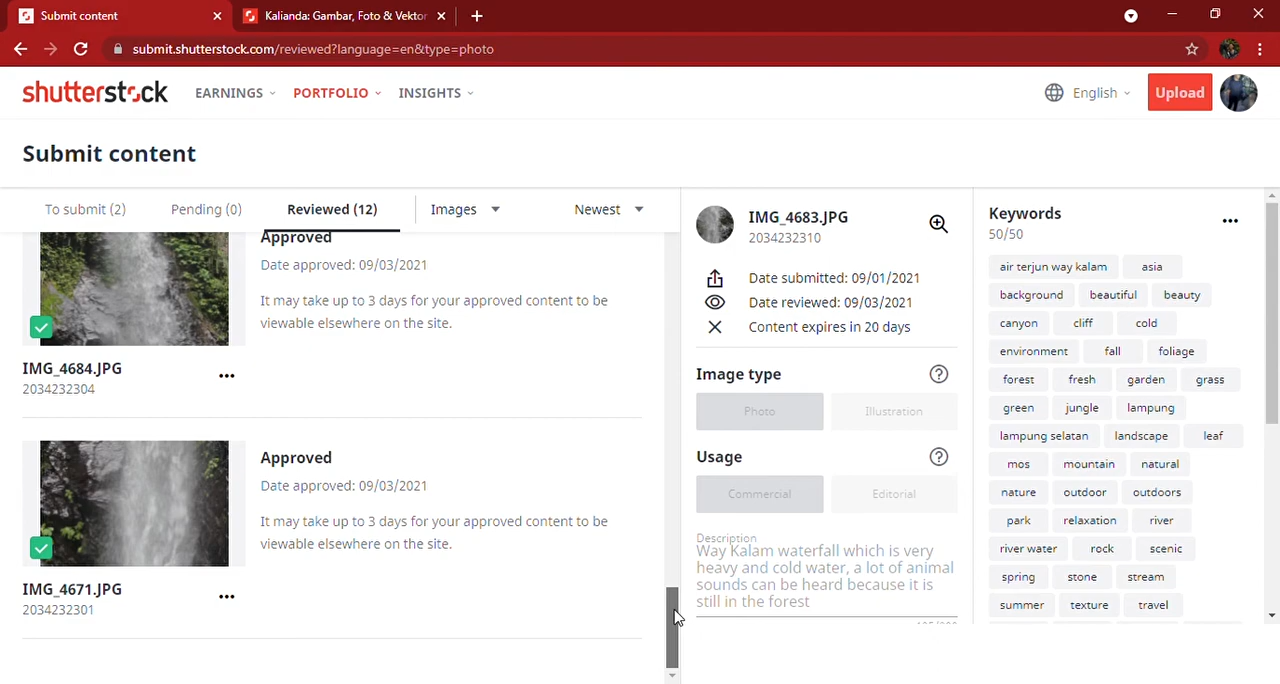 Submit content
Kalianda: Gambar, Foto & Vektor
submit.shutterstock.com/reviewed?language=en&type=photo
shutterstock
EARNINGS
PORTFOLIO
INSIGHTS
English
Upload
Submit content
To submit (2)
Pending (0)
Reviewed (12)
Images
Newest
Approved
Date approved: 09/03/2021
It may take up to 3 days for your approved content to be
viewable elsewhere on the site.
IMG_4684.JPG
2034232304
Approved
Date approved: 09/03/2021
It may take up to 3 days for your approved content to be
viewable elsewhere on the site.
IMG_4671.JPG
2034232301
IMG_4683.JPG
2034232310
Date submitted: 09/01/2021
Date reviewed: 09/03/2021
Content expires in 20 days
Image type
Photo
Illustration
Usage
Commercial
Editorial
Description
Way Kalam waterfall which is very
heavy and cold water, a lot of animal
sounds can be heard because it is
still in the forest
Keywords
50/50
air terjun way kalam
asia
background
beautiful
beauty
canyon
cliff
cold
environment
fall
foliage
forest
fresh
garden
grass
green
jungle
lampung
lampung selatan
landscape
leaf
mos
mountain
natural
nature
outdoor
outdoors
park
relaxation
river
river water
rock
scenic
spring
stone
stream
summer
texture
travel